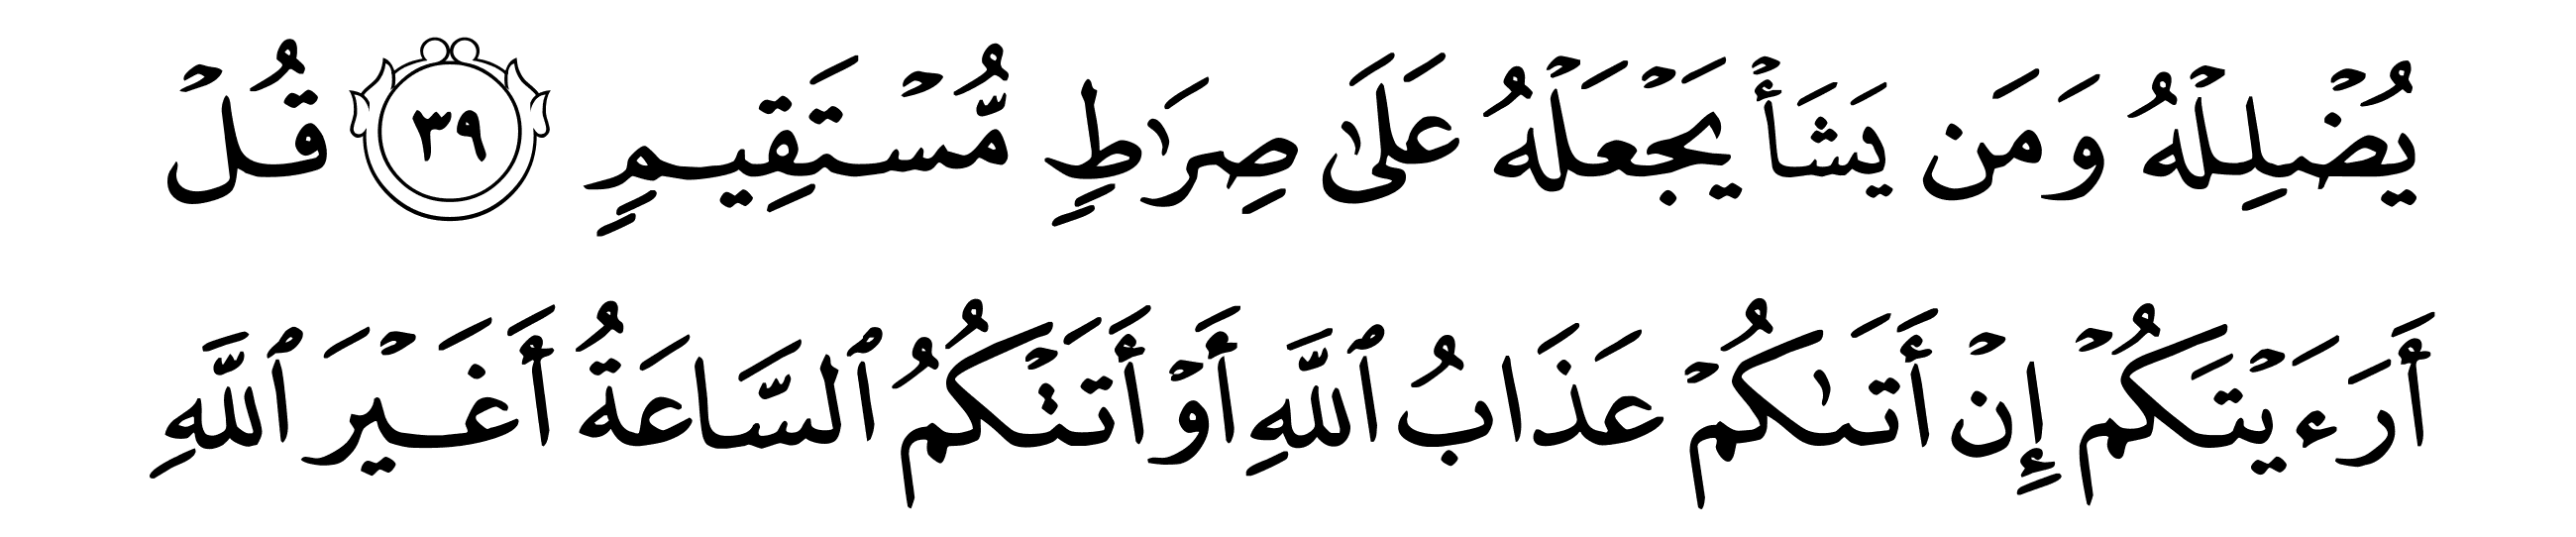 يُضْلِلْهُ وَمَن يَشَأْ يَجْعَلْهُ عَلَىٰ صِرَٰطٍ مُّسْتَقِيمٍ ٣٩ قُلْ
أَرَءَيْتَكُمْ إِنْ أَتَىٰكُمْ عَذَابُ ٱللَّهِ أَوْ أَتَتْكُمُ ٱلسَّاعَةُ أَغَيْرَ ٱللَّهِ